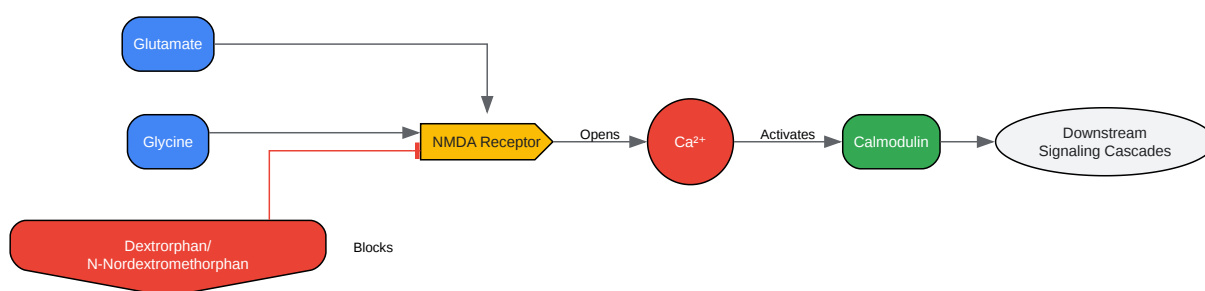 Glutamate
Glycine
NMDA Receptor
Opens
Ca²⁺
Activates
Calmodulin
Downstream
Signaling Cascades
Dextrorphan/
N-Nordextromethorphan
Blocks